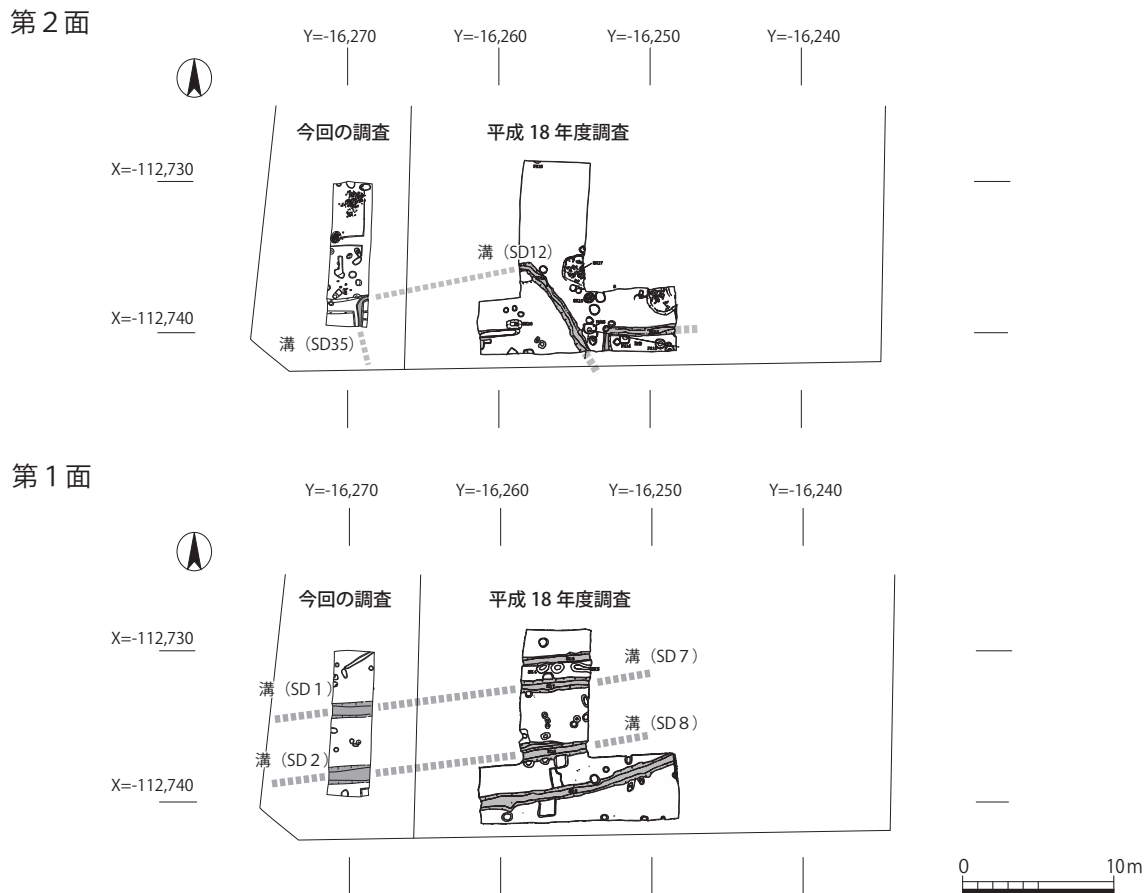 第２面
Y=-16,270
Y=-16,260
Y=-16,250
Y=-16,240
今回の調査
平成 18 年度調査
X=-112,730
溝（SD12）
X=-112,740
溝（SD35）
第１面
Y=-16,270
Y=-16,260
Y=-16,250
Y=-16,240
今回の調査
平成 18 年度調査
X=-112,730
溝（SD７）
溝（SD１）
溝（SD８）
溝（SD２）
X=-112,740
0
10m